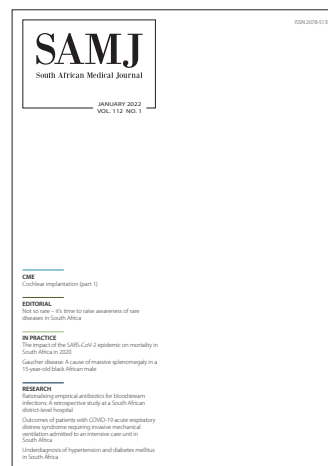 ISSN 2078-513
SAMJ
South African Medical Journal
JANUARY 2022
VOL. 112 NO. 1
CME
Cochlear implantation (part 1)
EDITORIAL
Not so rare – it's time to raise awareness of rare
diseases in South Africa
IN PRACTICE
The impact of the SARS-CoV-2 epidemic on mortality in
South Africa in 2020
Gaucher disease: A cause of massive splenomegaly in a
15-year-old black African male
RESEARCH
Rationalising empirical antibiotics for bloodstream
infections: A retrospective study at a South African
district-level hospital
Outcomes of patients with COVID-19 acute respiratory
distress syndrome requiring invasive mechanical
ventilation admitted to an intensive care unit in
South Africa
Underdiagnosis of hypertension and diabetes mellitus
in South Africa